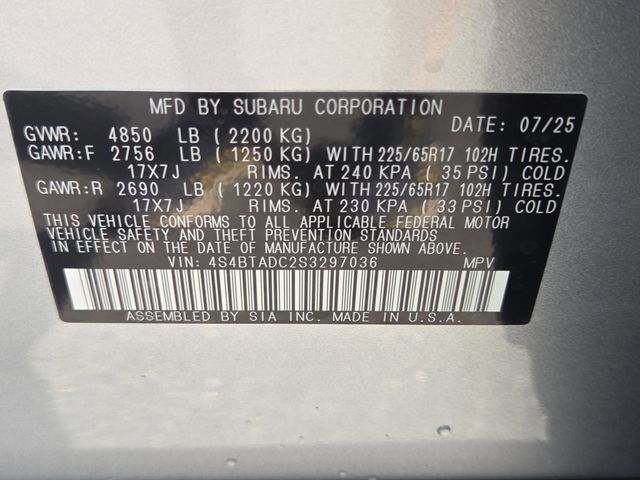 MFD BY SUBARU CORPORATION
DATE: 07/25
GVWR: 4850 LB (2200 KG)
GAWR:F 2756 LB (1250 KG) WITH 225/65R17 102H TIRES.
17X7J RIMS. AT 240 KPA (35 PSI) COLD
GAWR:R 2690 LB (1220 KG) WITH 225/65R17 102H TIRES.
17X7J RIMS. AT 230 KPA (33 PSI) COLD
THIS VEHICLE CONFORMS TO ALL APPLICABLE FEDERAL MOTOR
VEHICLE SAFETY AND THEFT PREVENTION STANDARDS
IN EFFECT ON THE DATE OF MANUFACTURE SHOWN ABOVE.
VIN: 4S4BTADC2S3297036 MPV
ASSEMBLED BY SIA INC. MADE IN U.S.A.